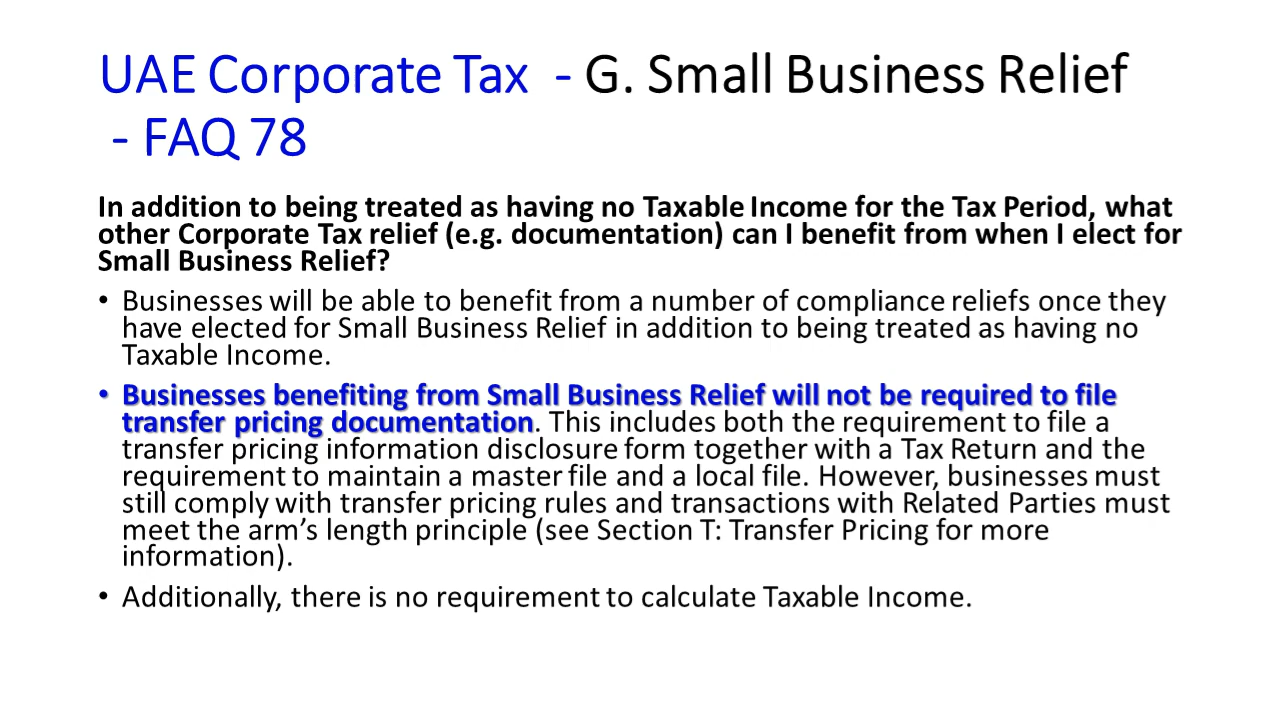 UAE Corporate Tax - G. Small Business Relief
- FAQ 78
In addition to being treated as having no Taxable Income for the Tax Period, what
other Corporate Tax relief (e.g. documentation) can I benefit from when I elect for
Small Business Relief?
• Businesses will be able to benefit from a number of compliance reliefs once they
have elected for Small Business Relief in addition to being treated as having no
Taxable Income.
• Businesses benefiting from Small Business Relief will not be required to file
transfer pricing documentation. This includes both the requirement to file a
transfer pricing information disclosure form together with a Tax Return and the
requirement to maintain a master file and a local file. However, businesses must
still comply with transfer pricing rules and transactions with Related Parties must
meet the arm’s length principle (see Section T: Transfer Pricing for more
information).
• Additionally, there is no requirement to calculate Taxable Income.